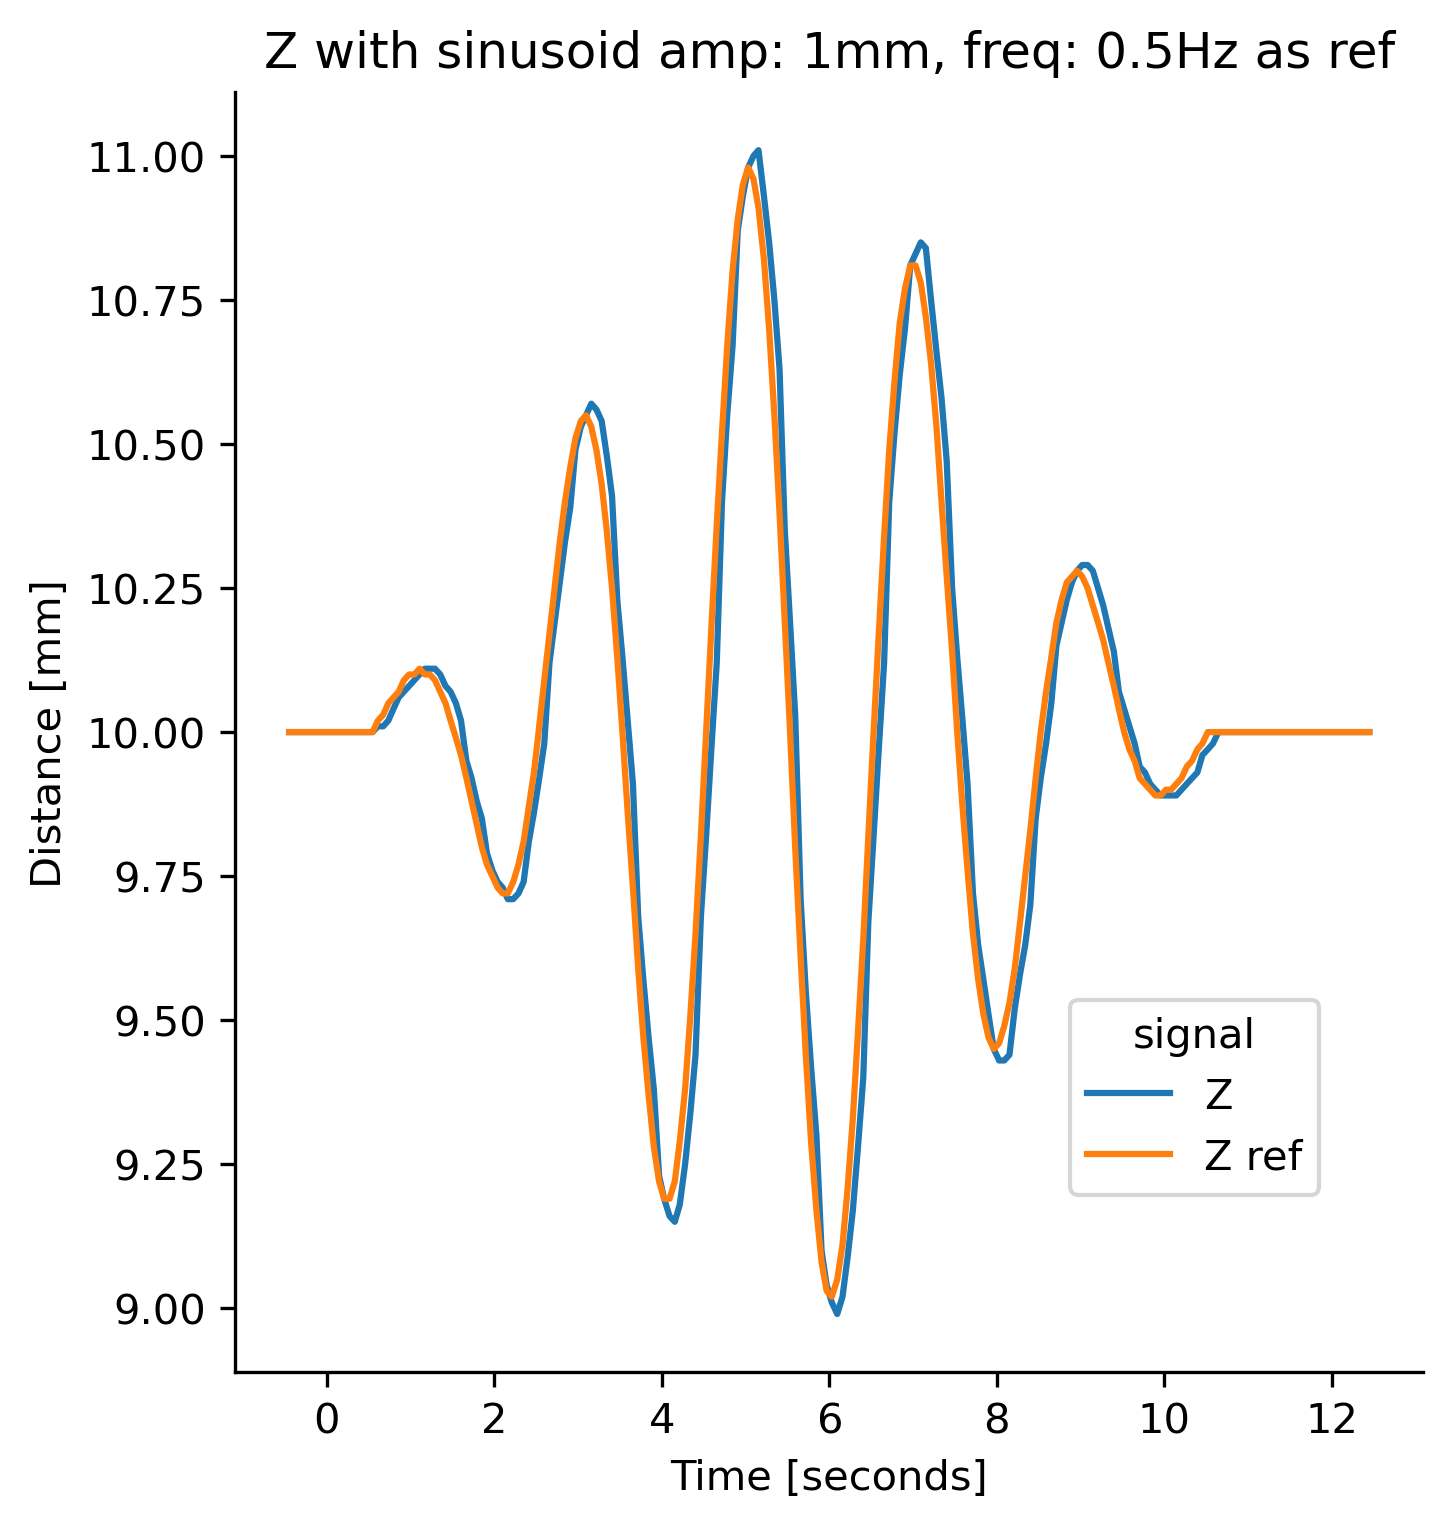 Z with sinusoid amp: 1mm, freq: 0.5Hz as ref
11.00
10.75
10.50
10.25
10.00
9.75
9.50
9.25
9.00
Distance [mm]
signal
Z
Z ref
0 2 4 6 8 10 12
Time [seconds]